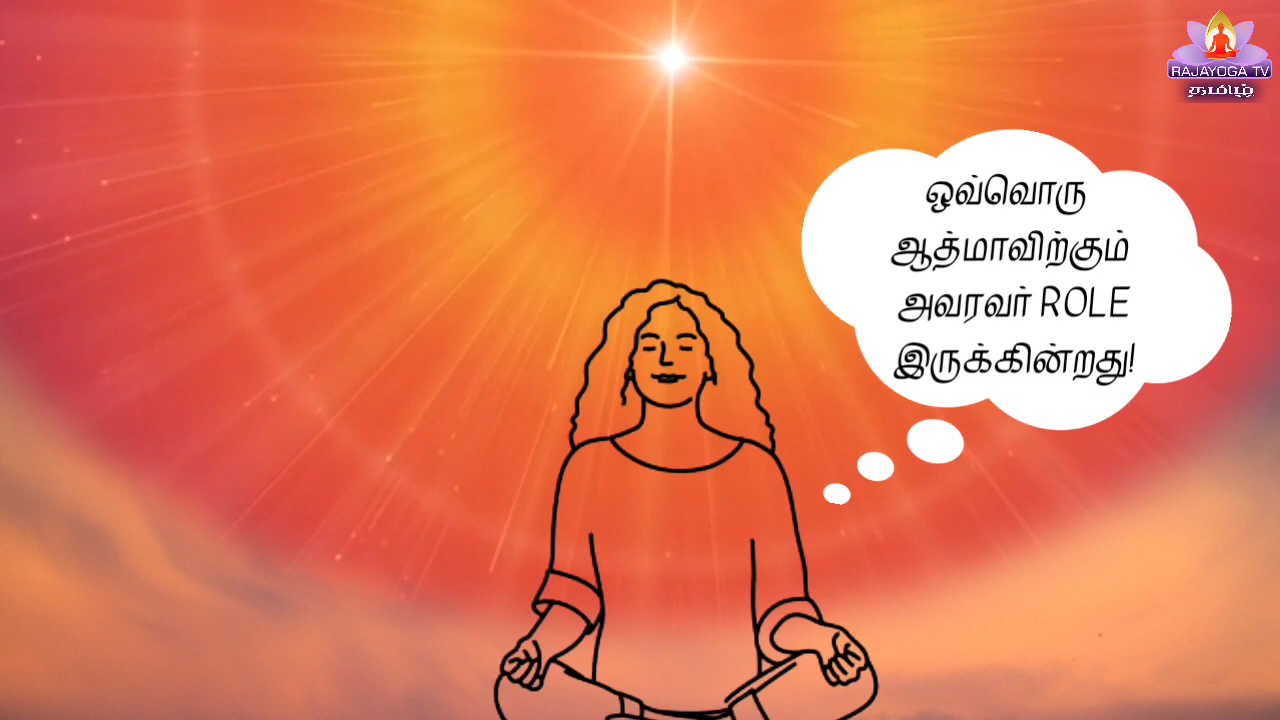 RAJAYOGA TV
தமிழ்
ஒவ்வொரு
ஆத்மாவிற்கும்
அவரவர் ROLE
இருக்கின்றது!